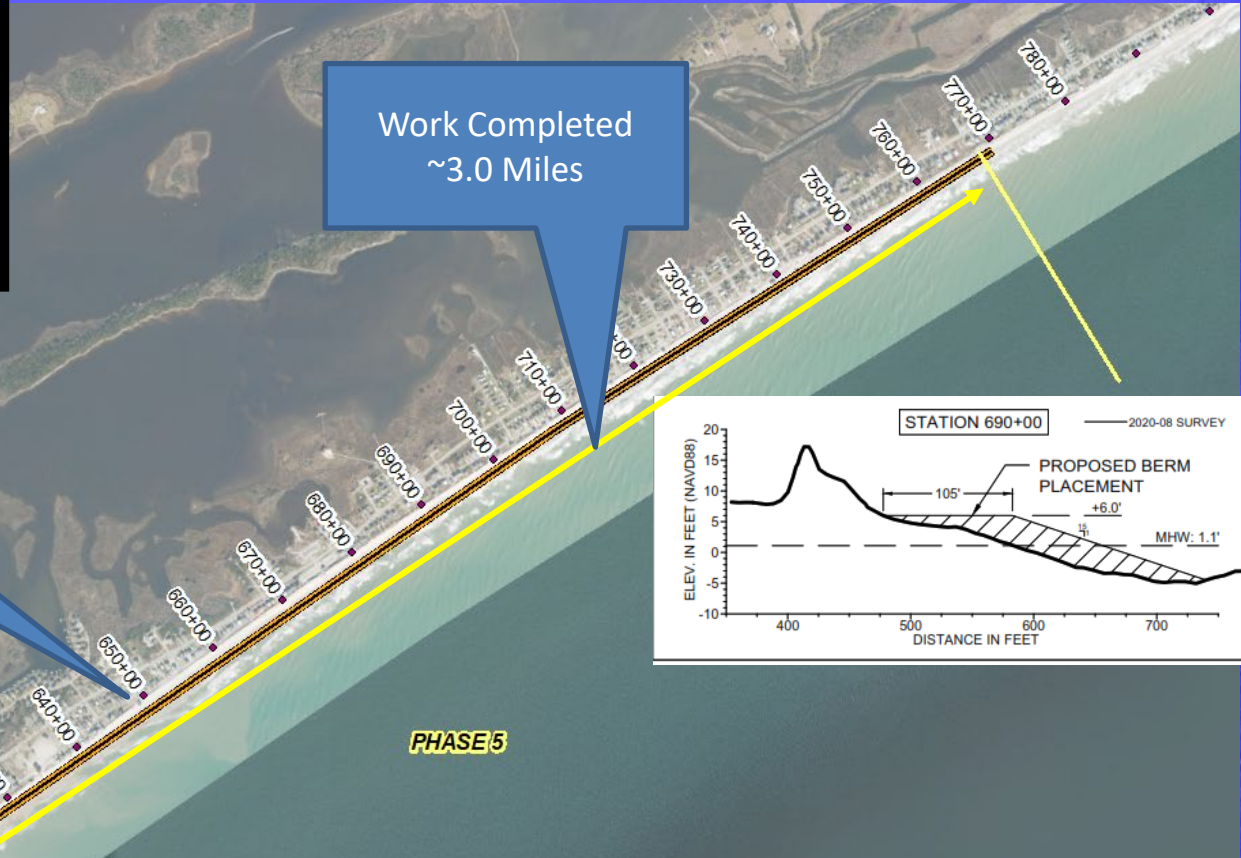 Work Completed
~3.0 Miles
780+00
770+00
760+00
750+00
740+00
730+00
710+00
700+00
690+00
680+00
670+00
660+00
650+00
640+00
PHASE 5
STATION 690+00
2020-08 SURVEY
PROPOSED BERM
PLACEMENT
105'
+6.0'
15
1
MHW: 1.1'
ELEV. IN FEET (NAVD88)
20
15
10
5
0
-5
-10
400
500
600
700
DISTANCE IN FEET